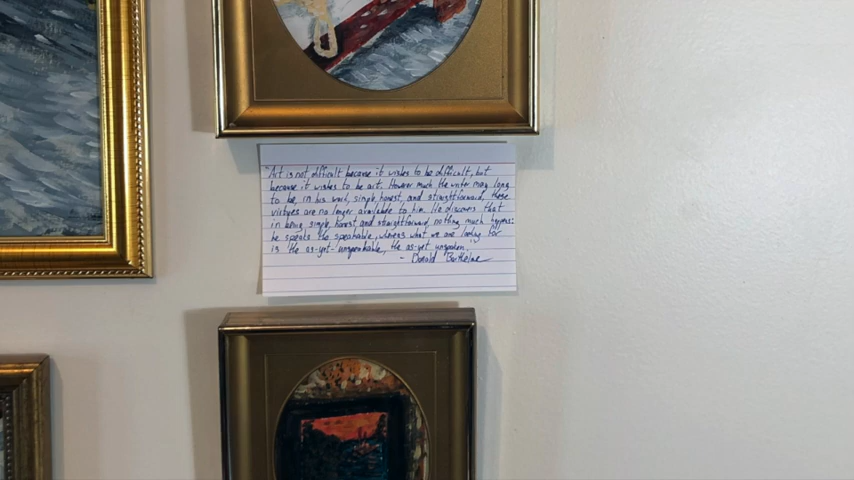 "Art is not difficult because it wishes to be difficult, but
because it wishes to be art. However much the writer may long
to be, in his work, simple, honest, and straightforward, these
virtues are no longer available to him. He discovers that
in being simple, honest and straightforward, nothing much happens:
he speaks the speakable, whereas what we are looking for
is the as-yet-unspeakable, the as-yet unspoken."
- Donald Barthelme